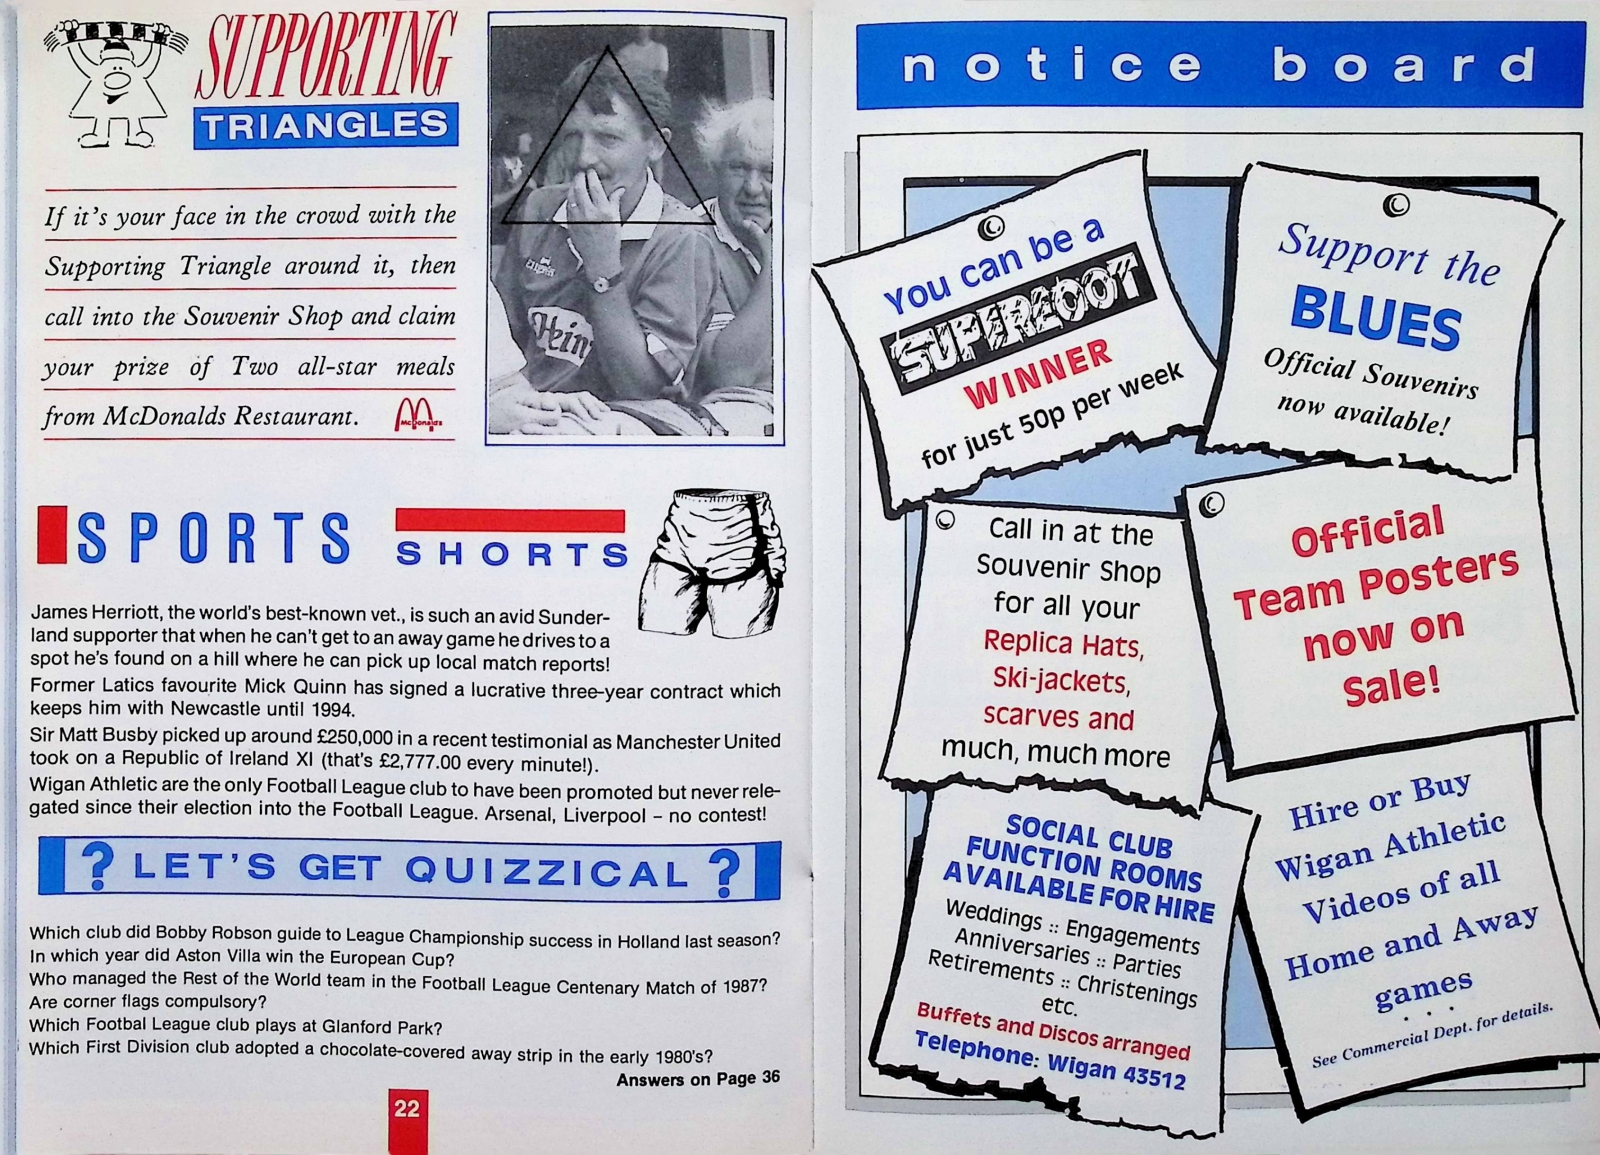 SUPPORTING
TRIANGLES
If it's your face in the crowd with the
Supporting Triangle around it, then
call into the Souvenir Shop and claim
your prize of Two all-star meals
from McDonalds Restaurant.
McDonald's
Hein
SPORTS
SHORTS
James Herriott, the world's best-known vet., is such an avid Sunder-
land supporter that when he can't get to an away game he drives to a
spot he's found on a hill where he can pick up local match reports!
Former Latics favourite Mick Quinn has signed a lucrative three-year contract which
keeps him with Newcastle until 1994.
Sir Matt Busby picked up around £250,000 in a recent testimonial as Manchester United
took on a Republic of Ireland XI (that's £2,777.00 every minute!).
Wigan Athletic are the only Football League club to have been promoted but never rele-
gated since their election into the Football League. Arsenal, Liverpool – no contest!
? LET'S GET QUIZZICAL ?
Which club did Bobby Robson guide to League Championship success in Holland last season?
In which year did Aston Villa win the European Cup?
Who managed the Rest of the World team in the Football League Centenary Match of 1987?
Are corner flags compulsory?
Which Footbal League club plays at Glanford Park?
Which First Division club adopted a chocolate-covered away strip in the early 1980's?
Answers on Page 36
22
notice board
You can be a
SUPERLOOT
WINNER
for just 50p per week
Support the
BLUES
Official Souvenirs
now available!
Call in at the
Souvenir Shop
for all your
Replica Hats,
Ski-jackets,
scarves and
much, much more
Official
Team Posters
now on
Sale!
SOCIAL CLUB
FUNCTION ROOMS
AVAILABLE FOR HIRE
Weddings :: Engagements
Anniversaries :: Parties
Retirements :: Christenings
etc.
Buffets and Discos arranged
Telephone: Wigan 43512
Hire or Buy
Wigan Athletic
Videos of all
Home and Away
games
. . .
See Commercial Dept. for details.